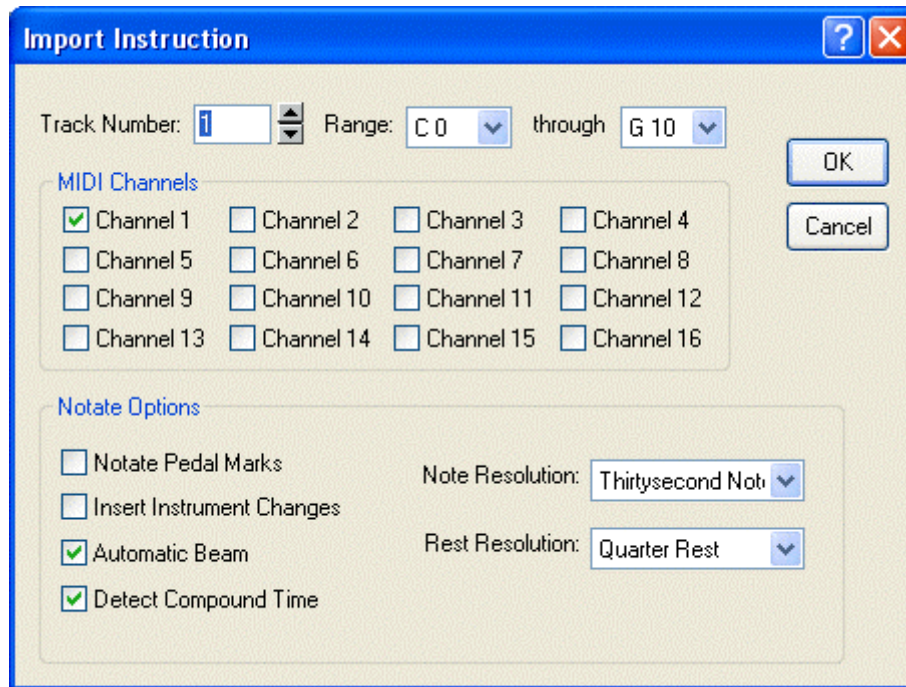 Import Instruction
Track Number: 1 Range: C 0 through G 10
OK
MIDI Channels
Channel 1 Channel 2 Channel 3 Channel 4
Cancel
Channel 5 Channel 6 Channel 7 Channel 8
Channel 9 Channel 10 Channel 11 Channel 12
Channel 13 Channel 14 Channel 15 Channel 16
Notate Options
Notate Pedal Marks
Note Resolution: Thirtysecond Not
Insert Instrument Changes
Rest Resolution: Quarter Rest
Automatic Beam
Detect Compound Time